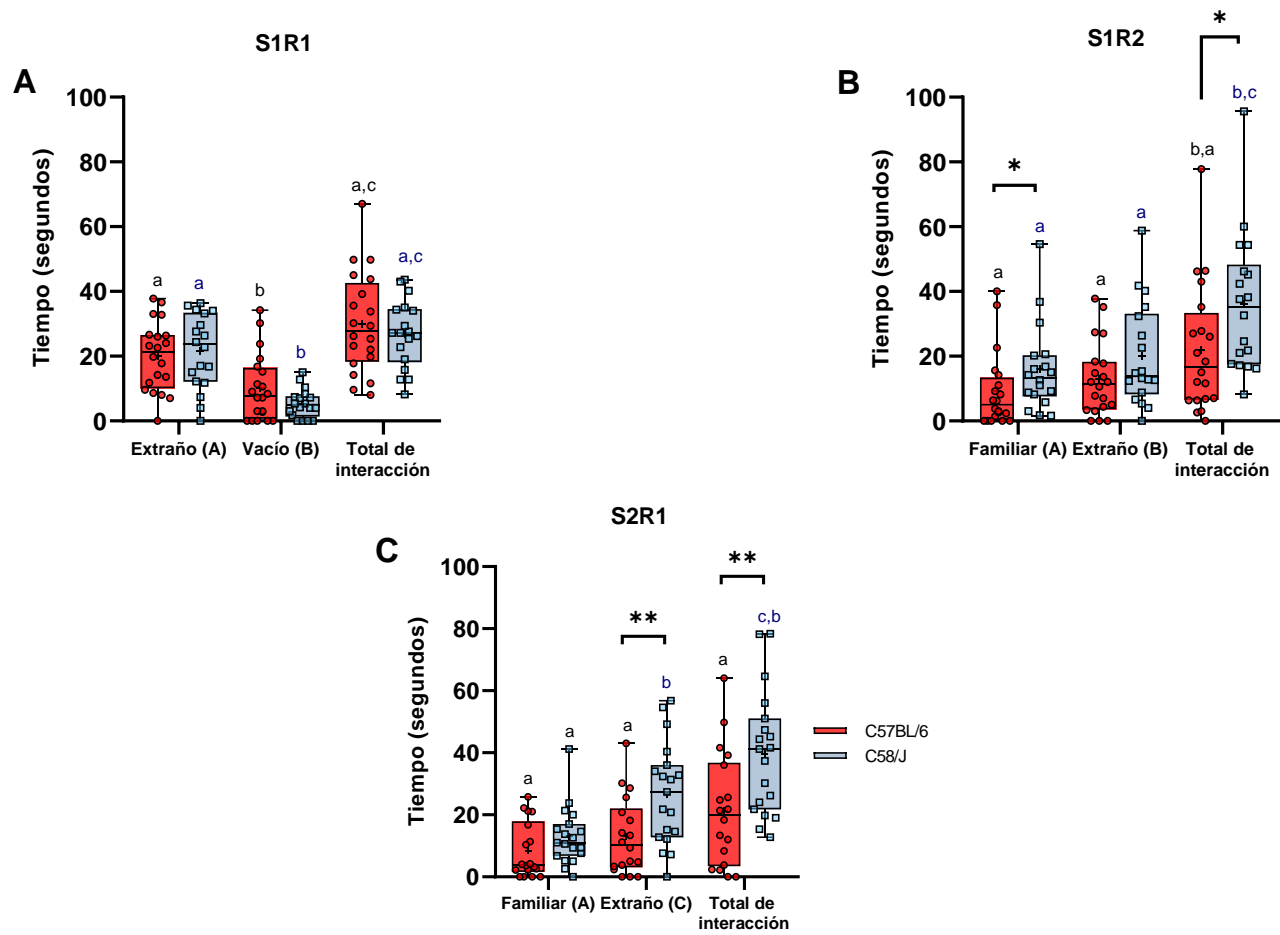 S1R1
A
Tiempo (segundos)
100
80
60
40
20
0
a
a
b
b
a,c
a,c
Extraño (A)
Vacío (B)
Total de
interacción
S1R2
B
Tiempo (segundos)
100
80
60
40
20
0
*
*
a
a
a
a
b,a
b,c
Familiar (A)
Extraño (B)
Total de
interacción
S2R1
C
Tiempo (segundos)
100
80
60
40
20
0
**
**
a
a
a
b
a
c,b
Familiar (A)
Extraño (C)
Total de
interacción
C57BL/6
C58/J